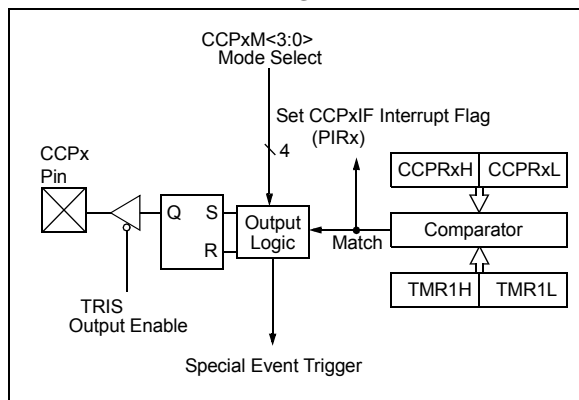 CCPxM<3:0>
Mode Select
Set CCPxIF Interrupt Flag
(PIRx)
4
CCPx
Pin
CCPRxH CCPRxL
Q S
R
Output
Logic
Match
Comparator
TRIS
Output Enable
TMR1H TMR1L
Special Event Trigger